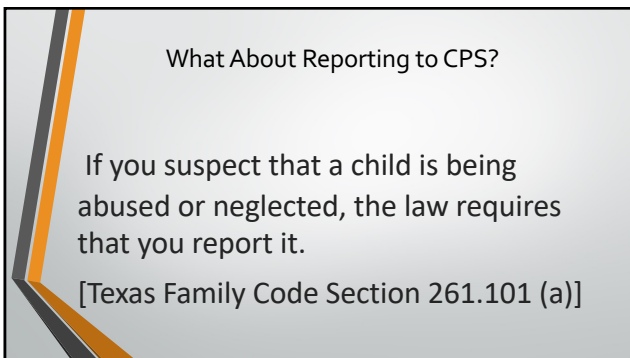 What About Reporting to CPS?
If you suspect that a child is being
abused or neglected, the law requires
that you report it.
[Texas Family Code Section 261.101 (a)]